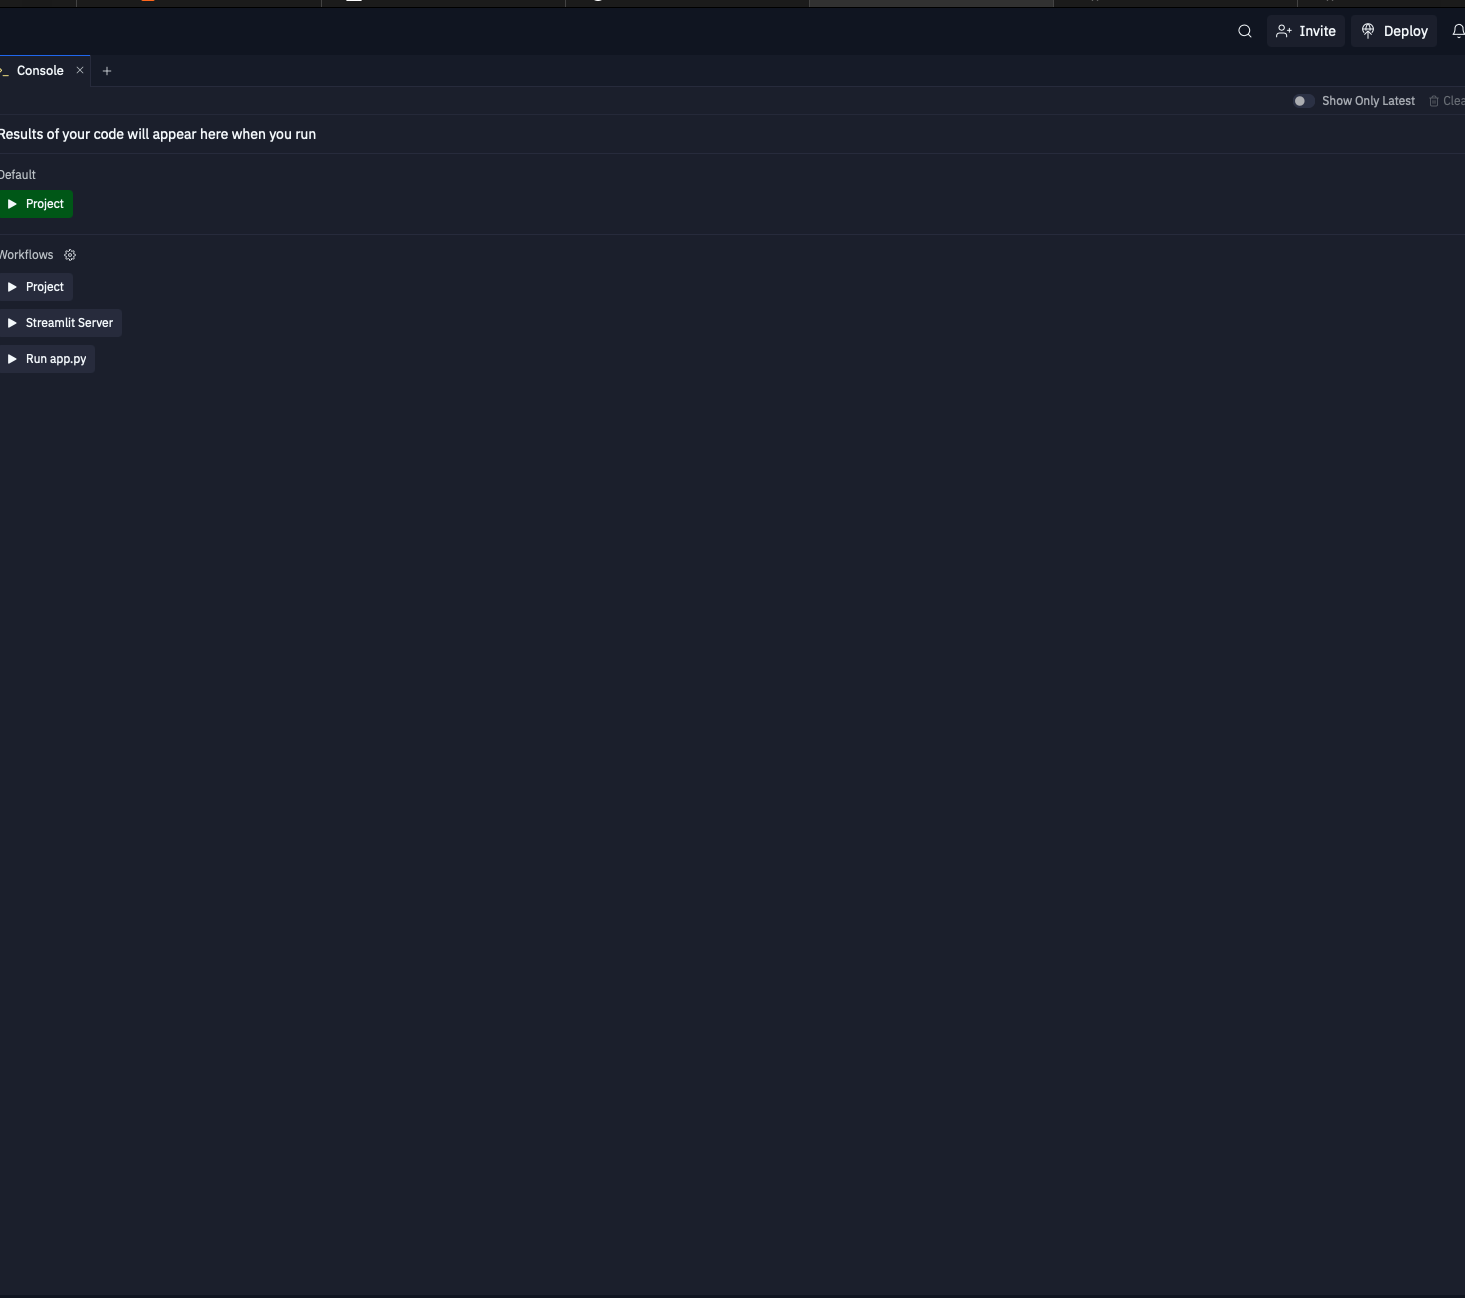 Invite
Deploy
Console
Show Only Latest
Results of your code will appear here when you run
Default
Project
Workflows
Project
Streamlit Server
Run app.py